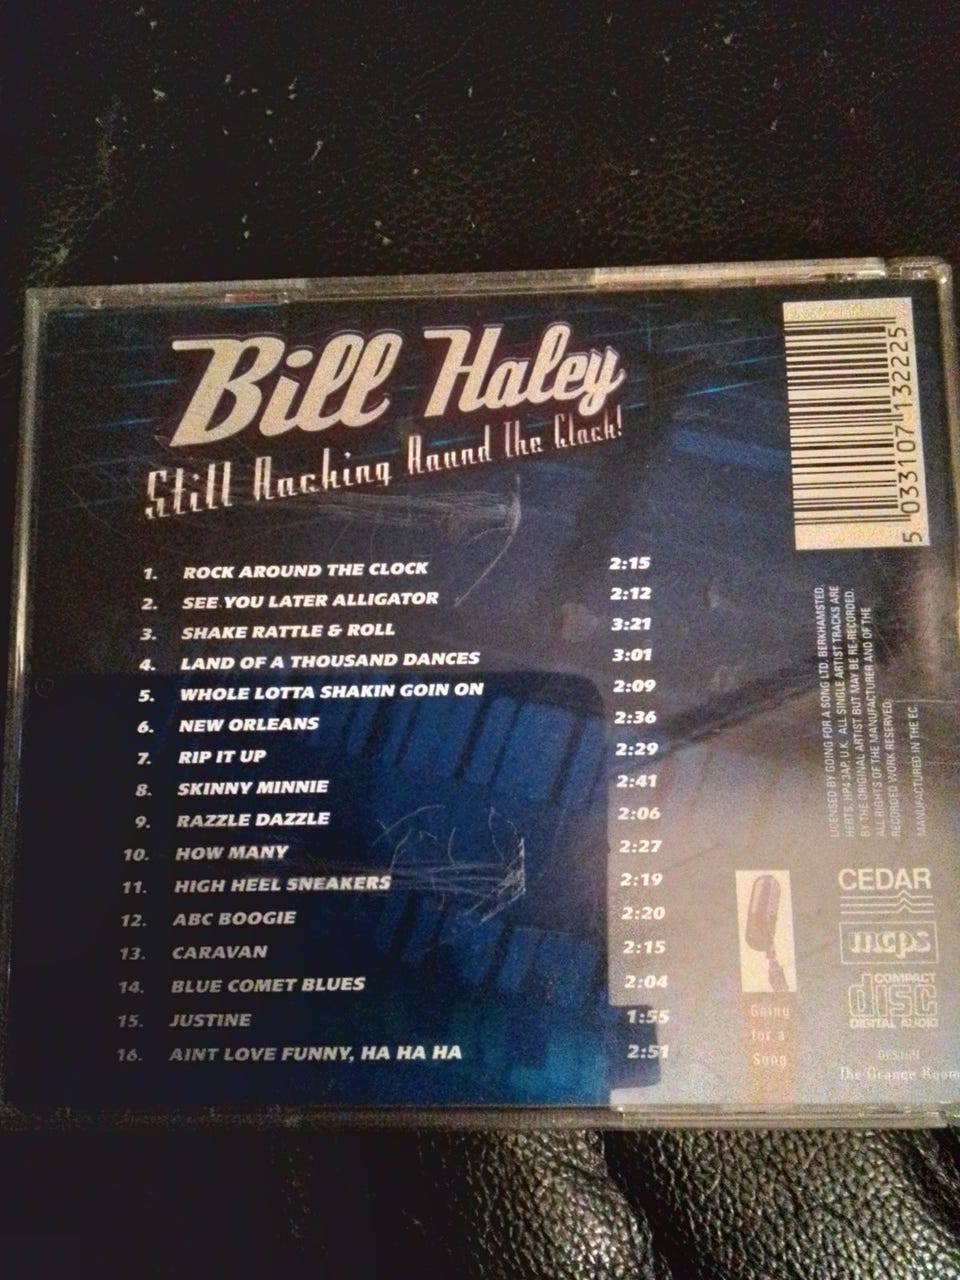 Bill Haley
Still Rocking Round The Clock!
1. ROCK AROUND THE CLOCK 2:15
2. SEE YOU LATER ALLIGATOR 2:12
3. SHAKE RATTLE & ROLL 3:21
4. LAND OF A THOUSAND DANCES 3:01
5. WHOLE LOTTA SHAKIN GOIN ON 2:09
6. NEW ORLEANS 2:36
7. RIP IT UP 2:29
8. SKINNY MINNIE 2:41
9. RAZZLE DAZZLE 2:06
10. HOW MANY 2:27
11. HIGH HEEL SNEAKERS 2:19
12. ABC BOOGIE 2:20
13. CARAVAN 2:15
14. BLUE COMET BLUES 2:04
15. JUSTINE 1:55
16. AINT LOVE FUNNY, HA HA HA 2:51
5 033107 132225
LICENSED BY GOING FOR A SONG LTD, BERKHAMSTED,
HERTS. HP4 3AP, U.K. ALL SINGLE ARTIST TRACKS ARE
BY THE ORIGINAL ARTIST BUT MAY BE RE-RECORDED.
ALL RIGHTS OF THE MANUFACTURER AND OF THE
RECORDED WORK RESERVED.
MANUFACTURED IN THE EC.
CEDAR
mcps
COMPACT
disc
DIGITAL AUDIO
Going
for a
Song
DESIGN
The Orange Room